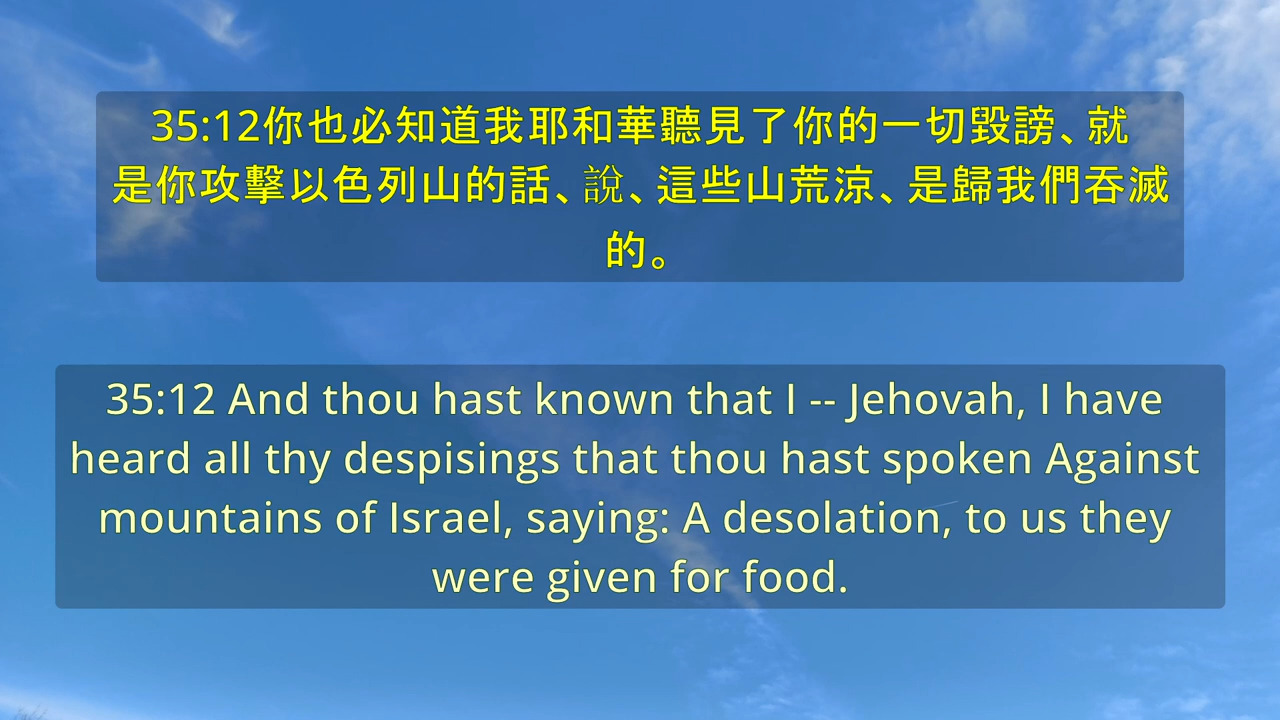 35:12你也必知道我耶和華聽見了你的一切毀謗、就
是你攻擊以色列山的話、說、這些山荒涼、是歸我們吞滅
的。
35:12 And thou hast known that I -- Jehovah, I have
heard all thy despisings that thou hast spoken Against
mountains of Israel, saying: A desolation, to us they
were given for food.